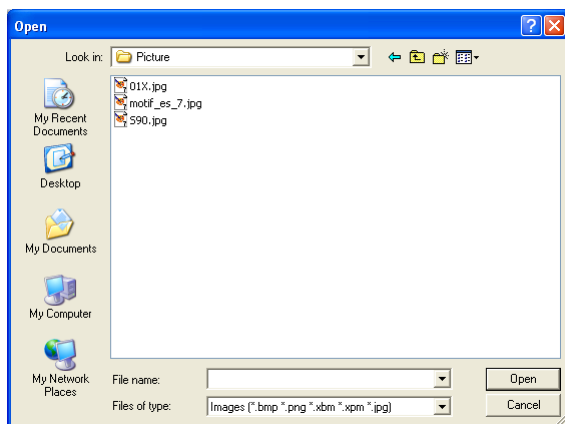 Open
Look in:
Picture
01X.jpg
motif_es_7.jpg
S90.jpg
My Recent
Documents
Desktop
My Documents
My Computer
My Network
Places
File name:
Open
Files of type:
Images (*.bmp *.png *.xbm *.xpm *.jpg)
Cancel